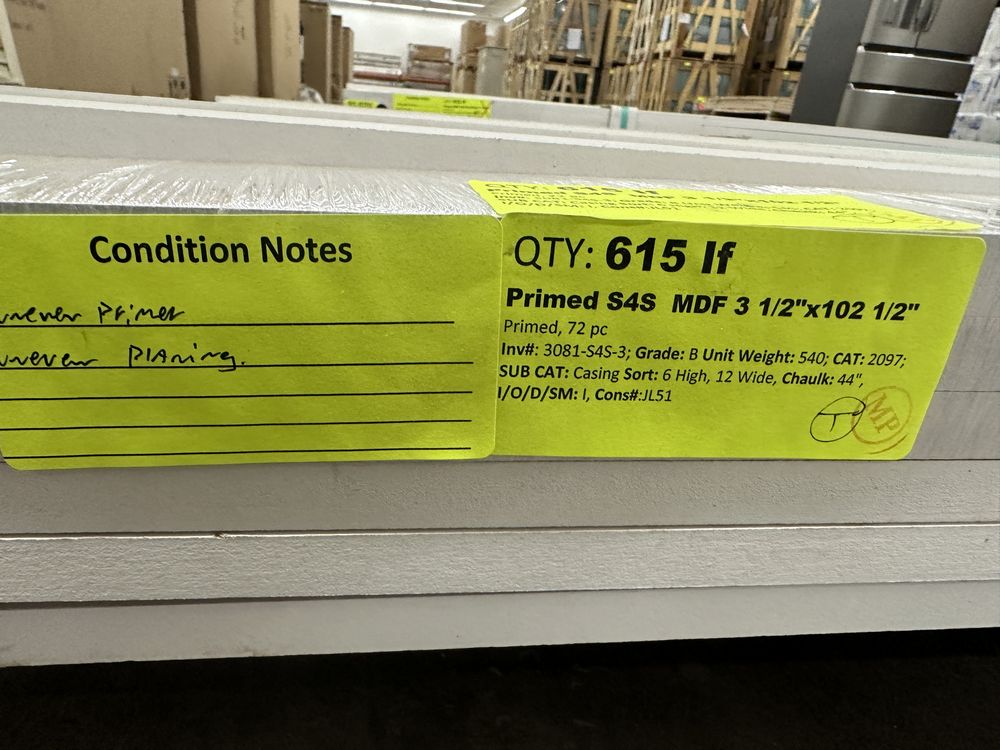 Condition Notes
uneven Primer
uneven PLAning.
QTY: 615 lf
Primed S4S MDF 3 1/2"x102 1/2"
Primed, 72 pc
Inv#: 3081-S4S-3; Grade: B Unit Weight: 540; CAT: 2097;
SUB CAT: Casing Sort: 6 High, 12 Wide, Chaulk: 44",
I/O/D/SM: I, Cons#:JL51
T
MP